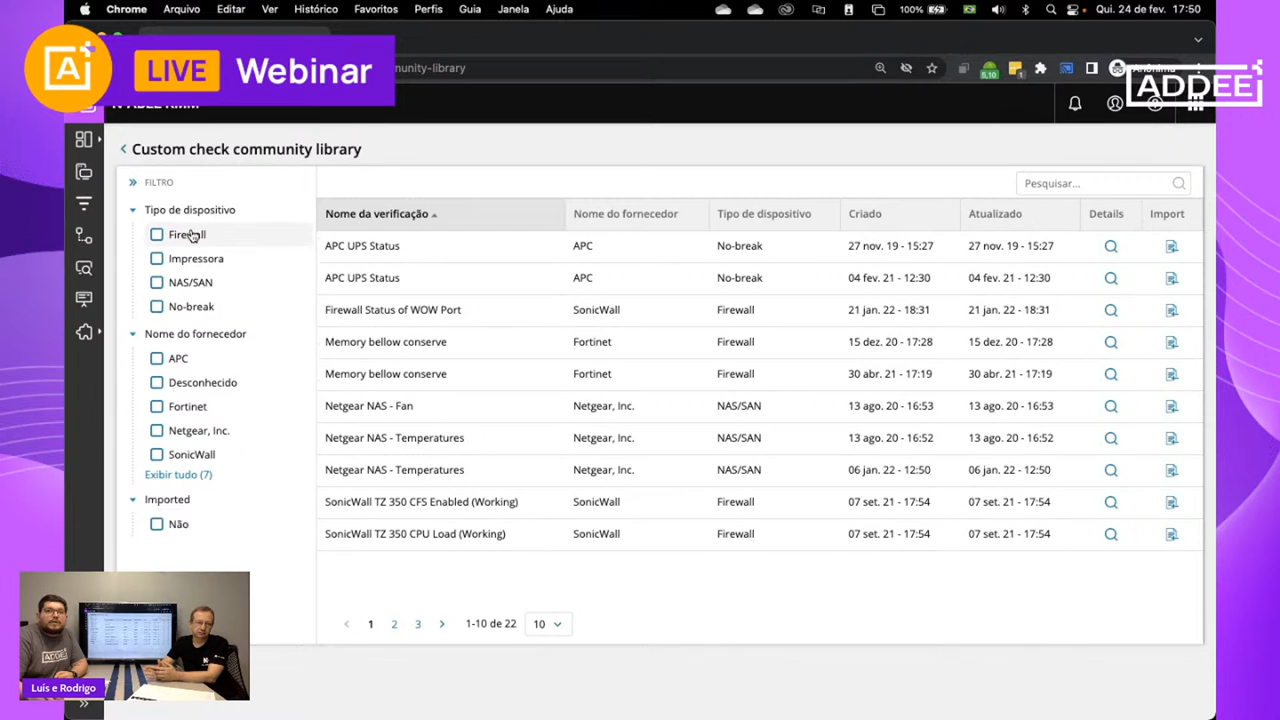 Chrome Arquivo Editar Ver Histórico Favoritos Perfis Guia Janela Ajuda 100% Qui. 24 de fev. 17:50
A LIVE Webinar
nunity-library
5,10
1
ADDEE
Custom check community library
FILTRO
Pesquisar...
Tipo de dispositivo
Firewall
Impressora
NAS/SAN
No-break
Nome do fornecedor
APC
Desconhecido
Fortinet
Netgear, Inc.
SonicWall
Exibir tudo (7)
Imported
Não
Nome da verificação Nome do fornecedor Tipo de dispositivo Criado Atualizado Details Import
APC UPS Status APC No-break 27 nov. 19 - 15:27 27 nov. 19 - 15:27
APC UPS Status APC No-break 04 fev. 21 - 12:30 04 fev. 21 - 12:30
Firewall Status of WOW Port SonicWall Firewall 21 jan. 22 - 18:31 21 jan. 22 - 18:31
Memory bellow conserve Fortinet Firewall 15 dez. 20 - 17:28 15 dez. 20 - 17:28
Memory bellow conserve Fortinet Firewall 30 abr. 21 - 17:19 30 abr. 21 - 17:19
Netgear NAS - Fan Netgear, Inc. NAS/SAN 13 ago. 20 - 16:53 13 ago. 20 - 16:53
Netgear NAS - Temperatures Netgear, Inc. NAS/SAN 13 ago. 20 - 16:52 13 ago. 20 - 16:52
Netgear NAS - Temperatures Netgear, Inc. NAS/SAN 06 jan. 22 - 12:50 06 jan. 22 - 12:50
SonicWall TZ 350 CFS Enabled (Working) SonicWall Firewall 07 set. 21 - 17:54 07 set. 21 - 17:54
SonicWall TZ 350 CPU Load (Working) SonicWall Firewall 07 set. 21 - 17:54 07 set. 21 - 17:54
1 2 3 1-10 de 22 10
ADDEE
Luís e Rodrigo